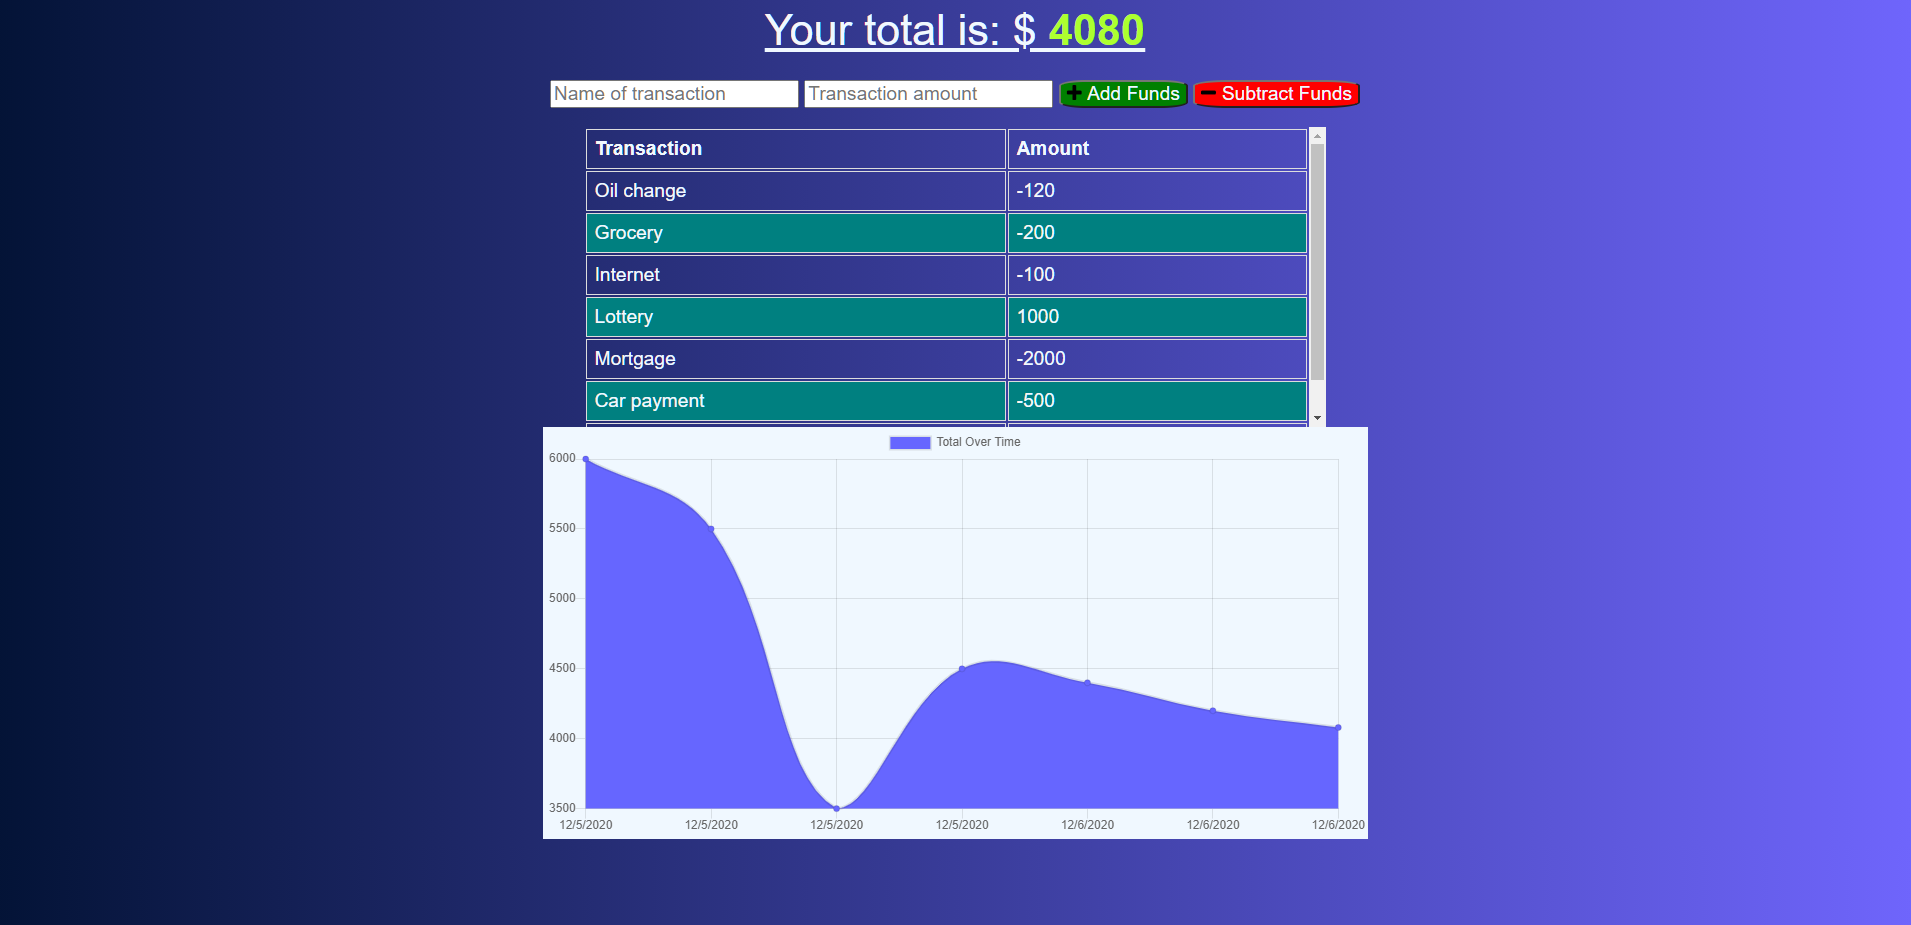 Your total is: $ 4080
Name of transaction Transaction amount Add Funds Subtract Funds
Transaction Amount
Oil change -120
Grocery -200
Internet -100
Lottery 1000
Mortgage -2000
Car payment -500
Total Over Time
6000
5500
5000
4500
4000
3500
12/5/2020 12/5/2020 12/5/2020 12/5/2020 12/6/2020 12/6/2020 12/6/2020